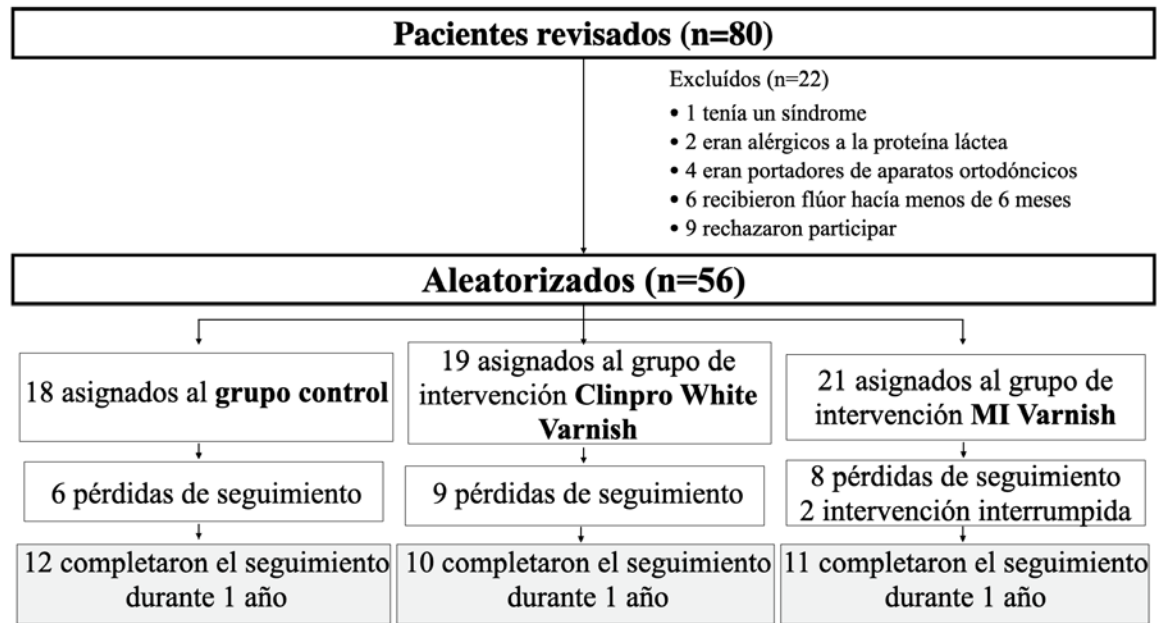 Pacientes revisados (n=80)
Excluídos (n=22)
• 1 tenía un síndrome
• 2 eran alérgicos a la proteína láctea
• 4 eran portadores de aparatos ortodóncicos
• 6 recibieron flúor hacía menos de 6 meses
• 9 rechazaron participar
Aleatorizados (n=56)
18 asignados al grupo control
19 asignados al grupo de
intervención Clinpro White
Varnish
21 asignados al grupo de
intervención MI Varnish
6 pérdidas de seguimiento
9 pérdidas de seguimiento
8 pérdidas de seguimiento
2 intervención interrumpida
12 completaron el seguimiento
durante 1 año
10 completaron el seguimiento
durante 1 año
11 completaron el seguimiento
durante 1 año